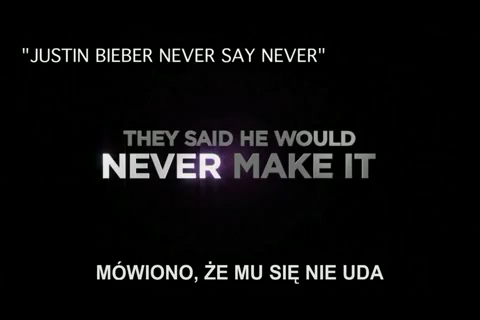 "JUSTIN BIEBER NEVER SAY NEVER"
THEY SAID HE WOULD
NEVER MAKE IT
MÓWIONO, ŻE MU SIĘ NIE UDA